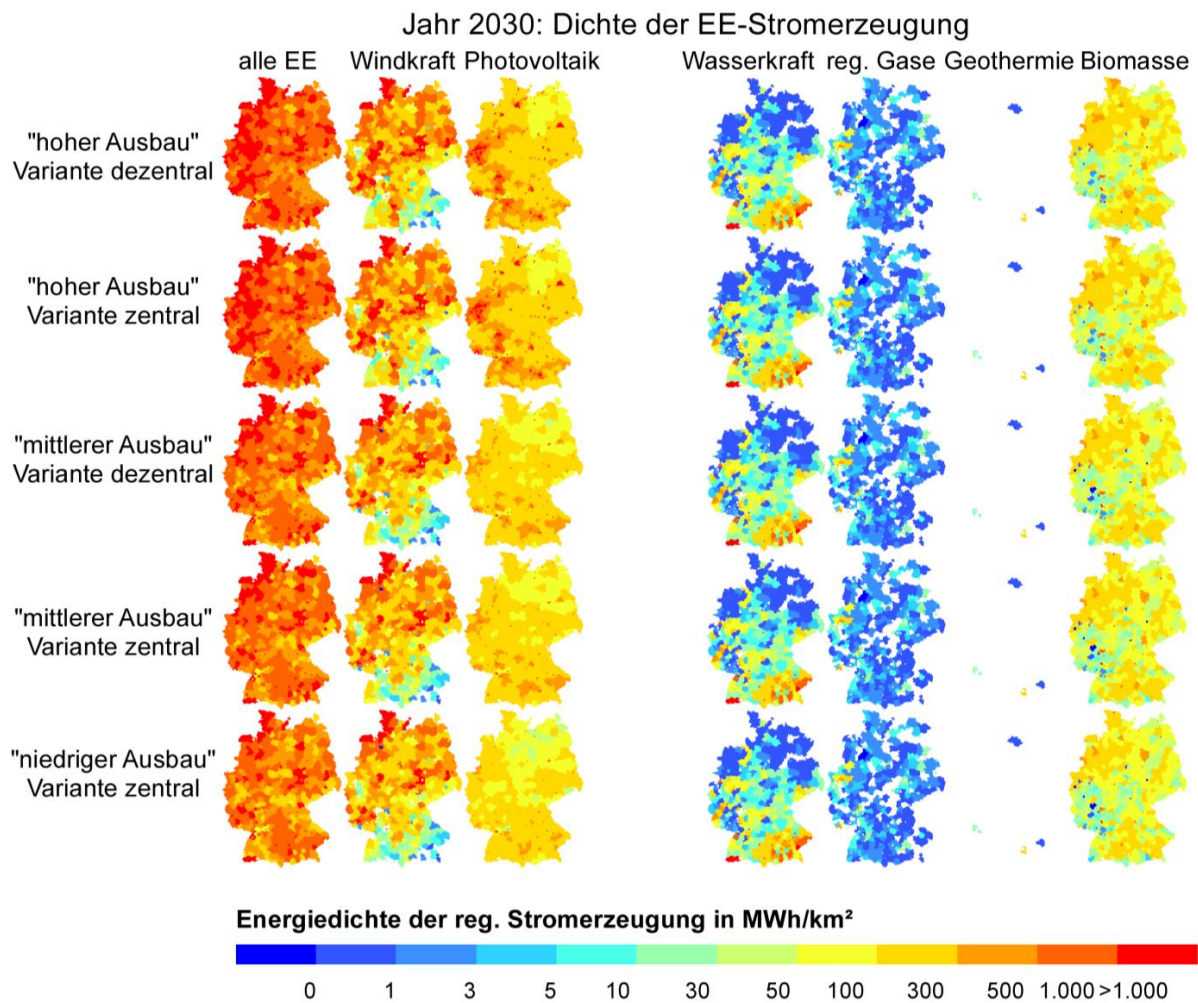 Jahr 2030: Dichte der EE-Stromerzeugung
alle EE Windkraft Photovoltaik Wasserkraft reg. Gase Geothermie Biomasse
"hoher Ausbau"
Variante dezentral
"hoher Ausbau"
Variante zentral
"mittlerer Ausbau"
Variante dezentral
"mittlerer Ausbau"
Variante zentral
"niedriger Ausbau"
Variante zentral
Energiedichte der reg. Stromerzeugung in MWh/km²
0 1 3 5 10 30 50 100 300 500 1.000 >1.000